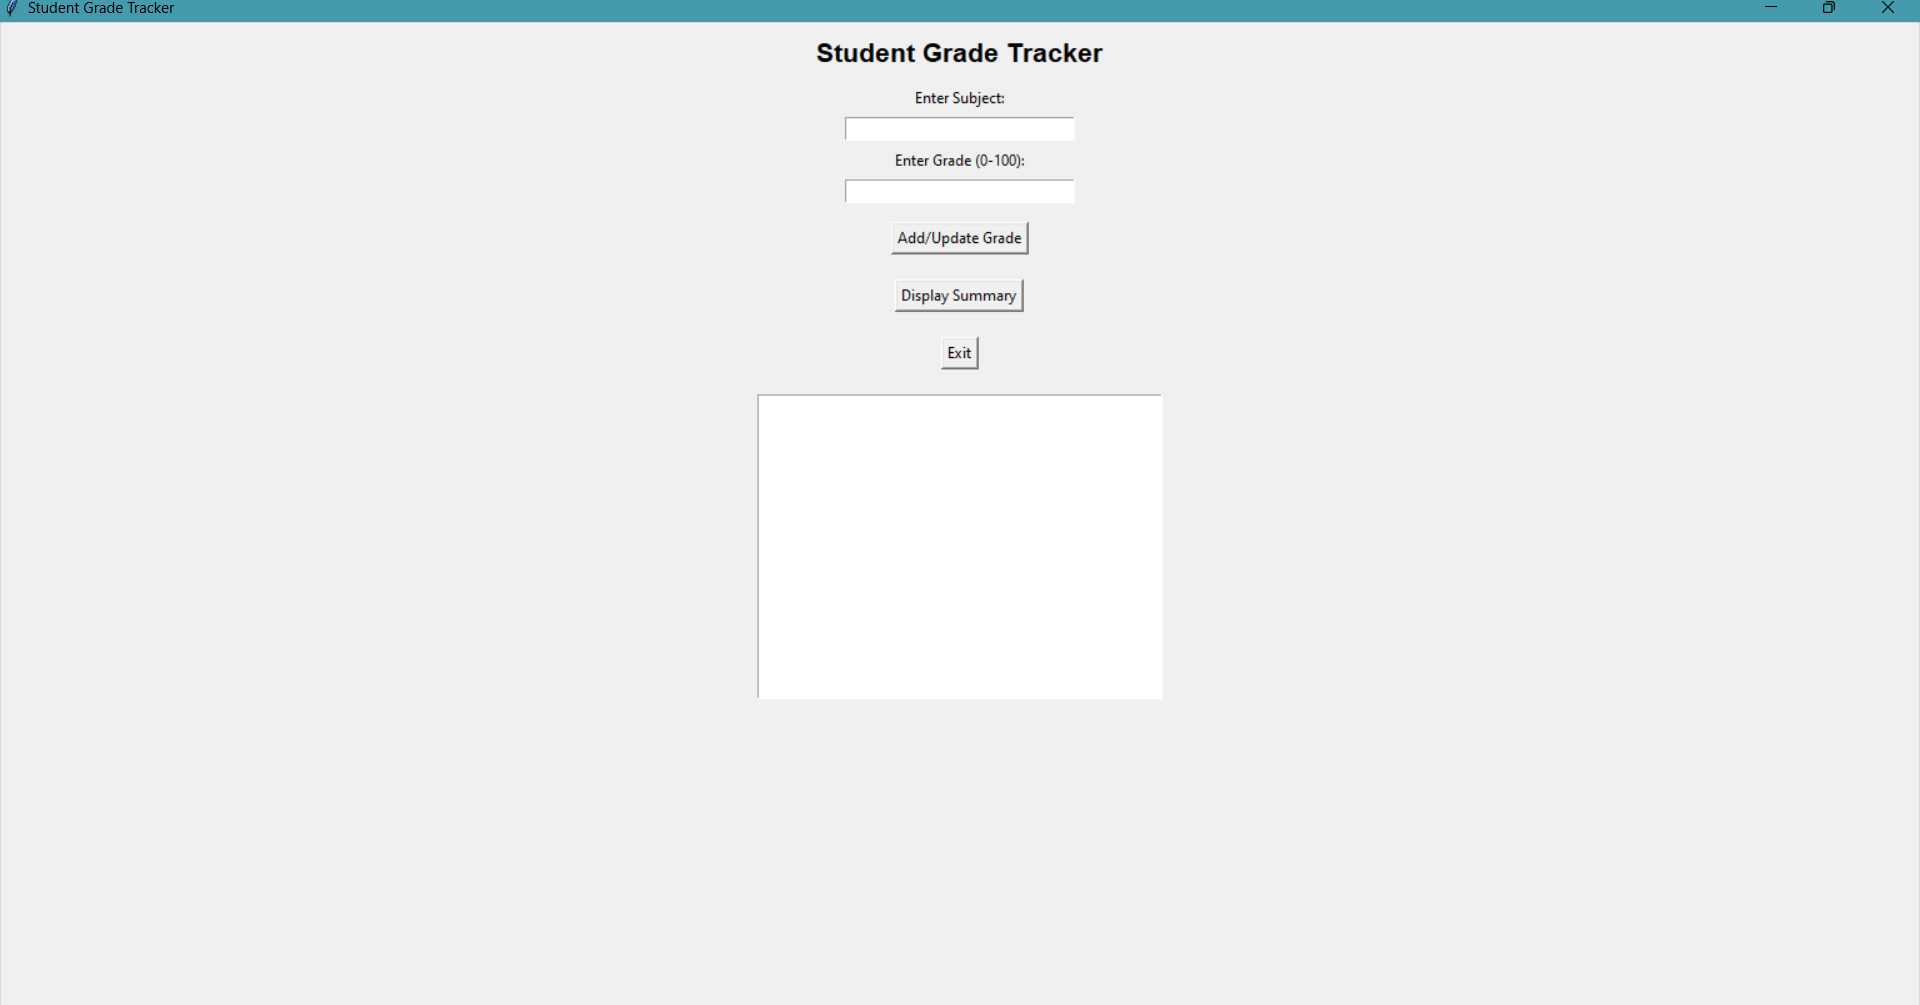 Student Grade Tracker
Student Grade Tracker
Enter Subject:
Enter Grade (0-100):
Add/Update Grade
Display Summary
Exit